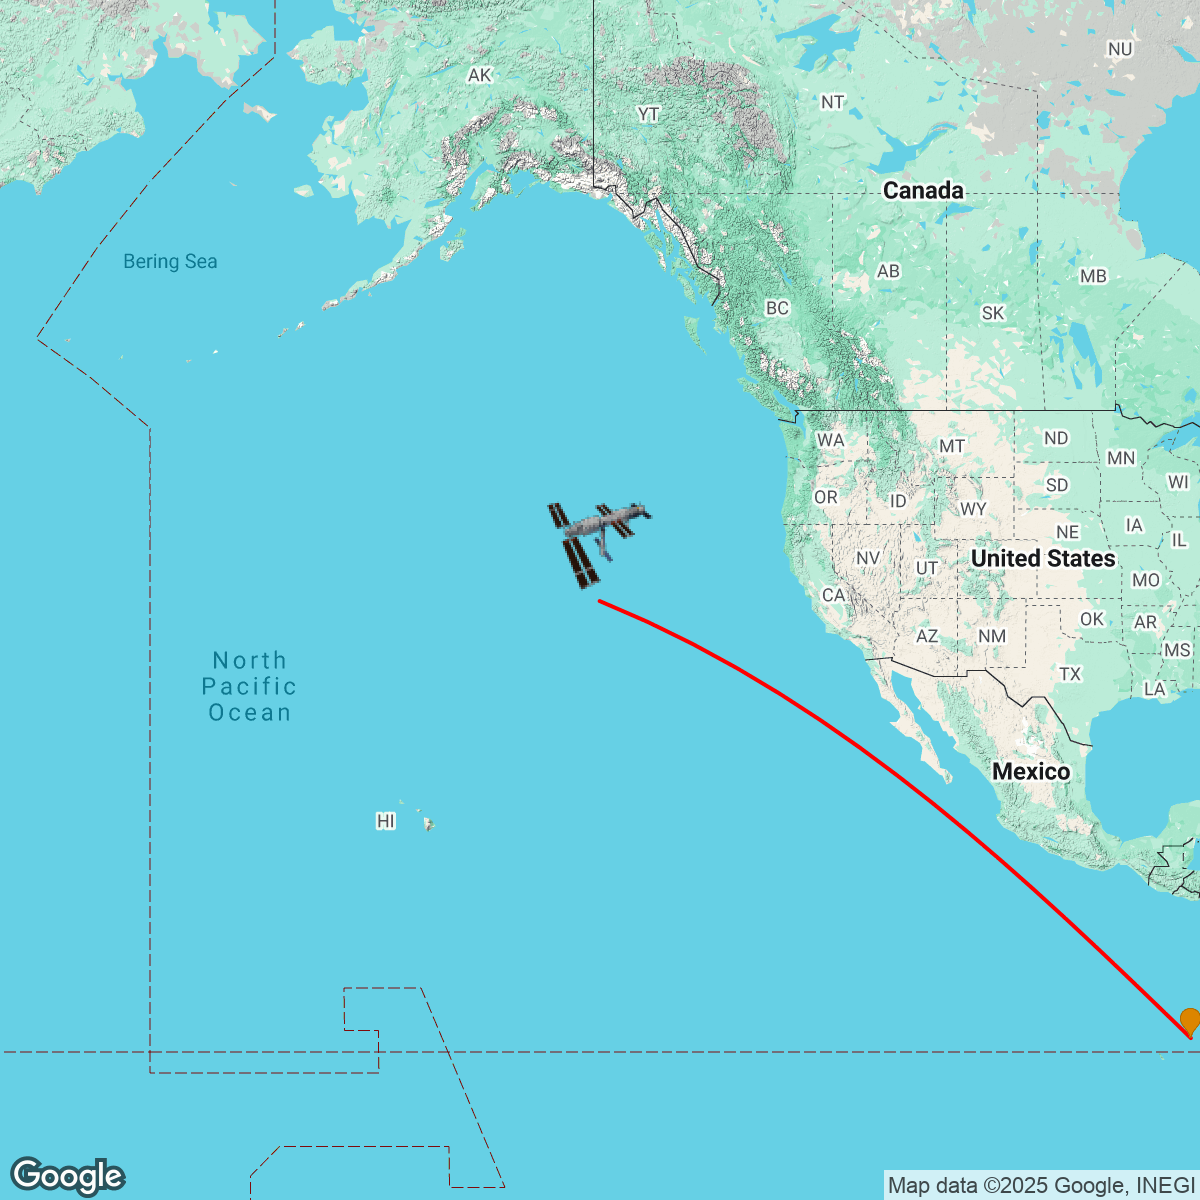 NU
AK
NT
YT
Canada
Bering Sea
AB
MB
BC
SK
WA
MT
ND
MN
WI
SD
OR
ID
WY
IA
NE
IL
NV
UT
United States
MO
CA
OK
AR
AZ
NM
MS
North
Pacific
Ocean
TX
LA
Mexico
HI
Google
Map data ©2025 Google, INEGI